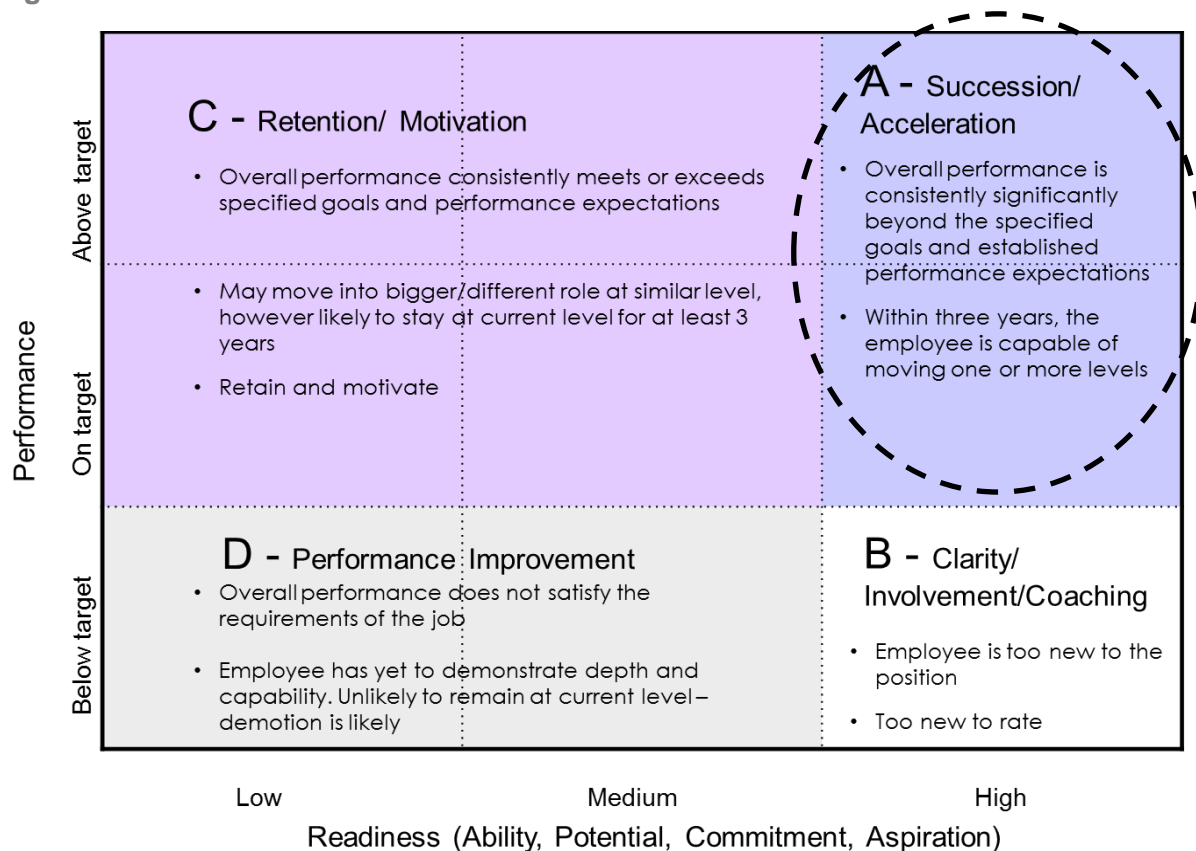 g
C - Retention/ Motivation
• Overall performance consistently meets or exceeds
specified goals and performance expectations
• May move into bigger/different role at similar level,
however likely to stay at current level for at least 3
years
• Retain and motivate
A - Succession/
Acceleration
• Overall performance is
consistently significantly
beyond the specified
goals and established
performance expectations
• Within three years, the
employee is capable of
moving one or more levels
D - Performance Improvement
• Overall performance does not satisfy the
requirements of the job
• Employee has yet to demonstrate depth and
capability. Unlikely to remain at current level –
demotion is likely
B - Clarity/
Involvement/Coaching
• Employee is too new to the
position
• Too new to rate
Performance
Above target
On target
Below target
Low
Medium
High
Readiness (Ability, Potential, Commitment, Aspiration)